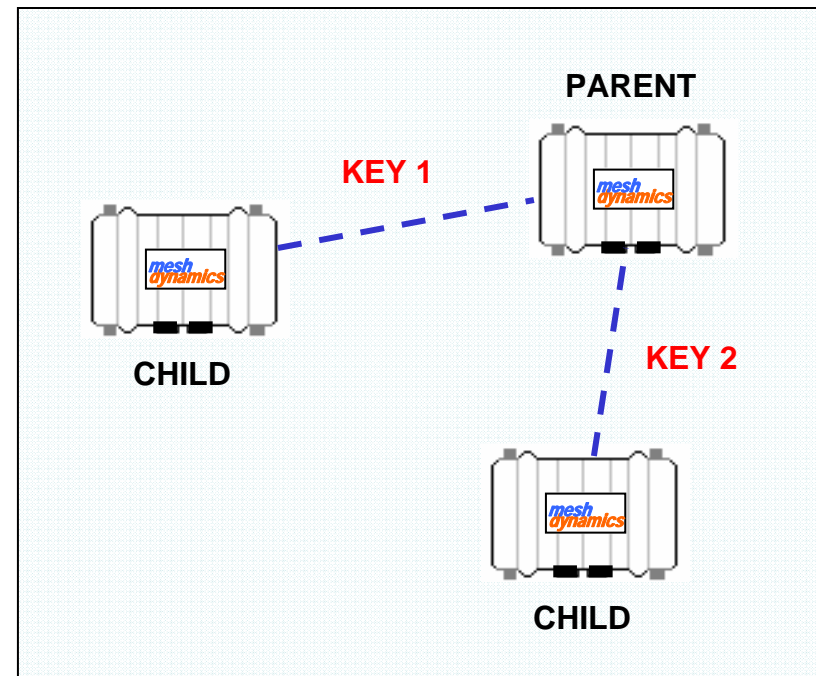 PARENT
KEY 1
mesh
dynamics
mesh
dynamics
CHILD
KEY 2
mesh
dynamics
CHILD